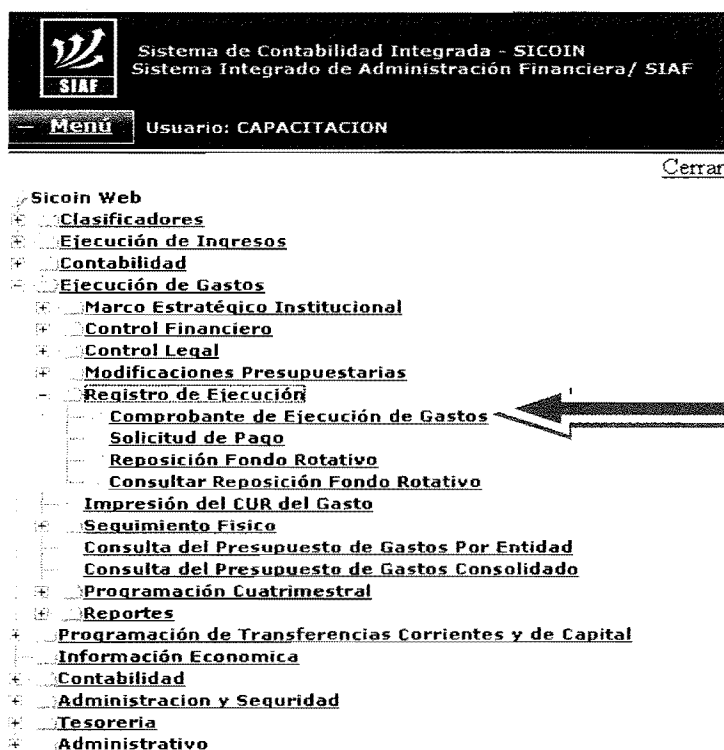 Sistema de Contabilidad Integrada - SICOIN
Sistema Integrado de Administración Financiera/ SIAF
SIAF
Menú Usuario: CAPACITACION
Cerrar
Sicoin Web
Clasificadores
Ejecución de Ingresos
Contabilidad
Ejecución de Gastos
Marco Estratégico Institucional
Control Financiero
Control Legal
Modificaciones Presupuestarias
Registro de Ejecución
Comprobante de Ejecución de Gastos
Solicitud de Pago
Reposición Fondo Rotativo
Consultar Reposición Fondo Rotativo
Impresión del CUR del Gasto
Seguimiento Fisico
Consulta del Presupuesto de Gastos Por Entidad
Consulta del Presupuesto de Gastos Consolidado
Programación Cuatrimestral
Reportes
Programación de Transferencias Corrientes y de Capital
Información Economica
Contabilidad
Administracion y Seguridad
Tesoreria
Administrativo